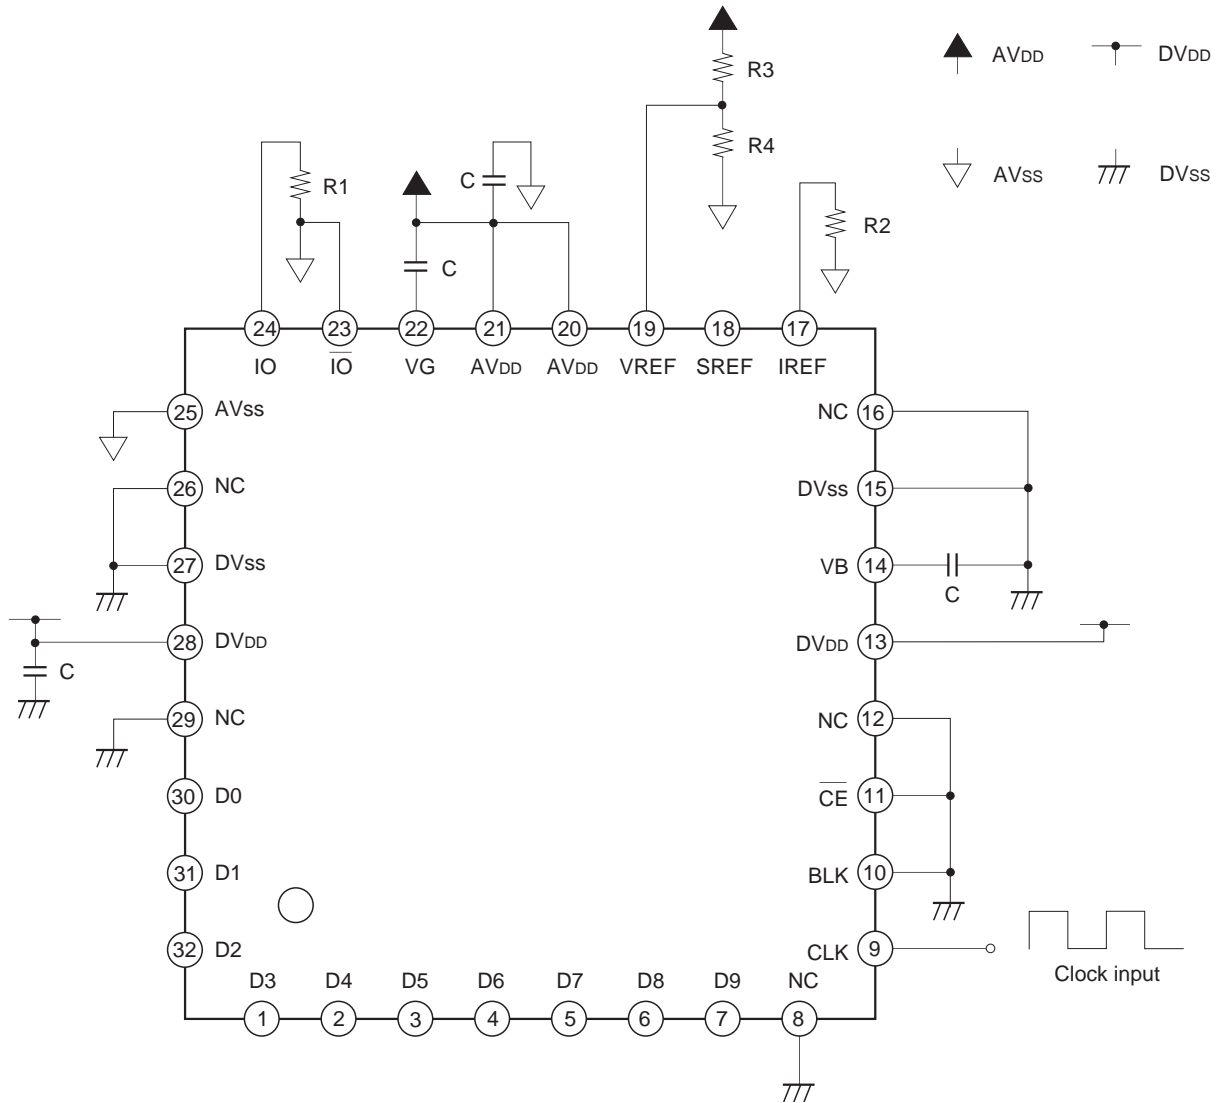 R3
R4
AVDD
DVDD
AVSS
DVSS
R1
C
C
R2
24
23
22
21
20
19
18
17
IO
IO
VG
AVDD
AVDD
VREF
SREF
IREF
25 AVSS
26 NC
27 DVSS
28 DVDD
C
29 NC
30 D0
31 D1
32 D2
NC 16
DVSS 15
VB 14
C
DVDD 13
NC 12
CE 11
BLK 10
CLK 9
Clock input
D3
D4
D5
D6
D7
D8
D9
NC
1
2
3
4
5
6
7
8